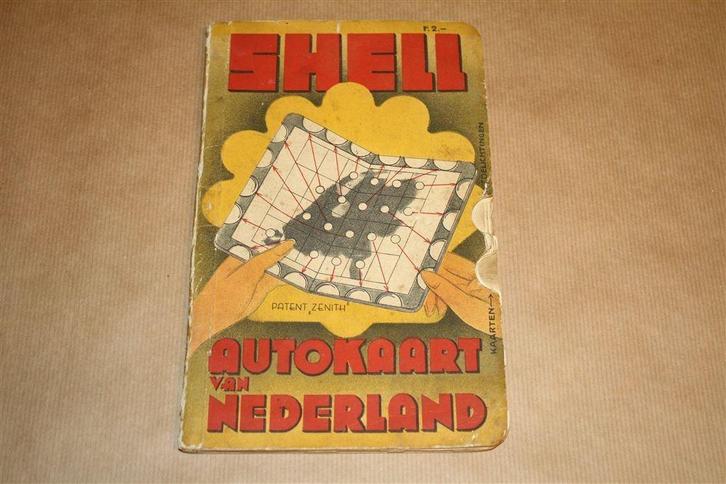 F. 2.–
SHELL
TOELICHTINGEN
PATENT „ZENITH"
KAARTEN→
AUTOKAART
VAN
NEDERLAND